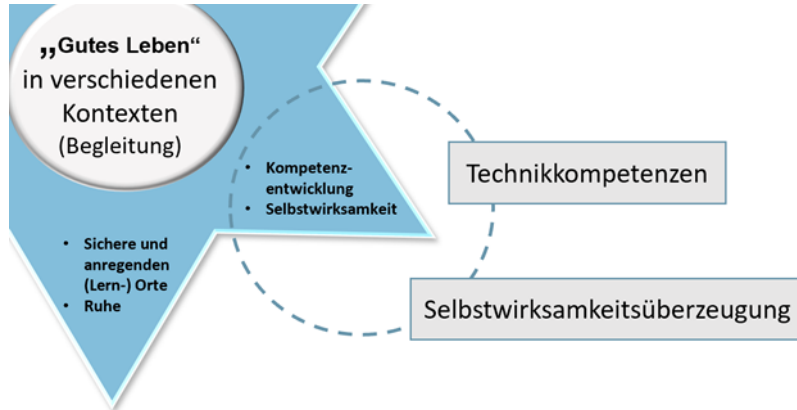 „Gutes Leben“
in verschiedenen
Kontexten
(Begleitung)
• Kompetenz-
entwicklung
• Selbstwirksamkeit
• Sichere und
anregenden
(Lern-) Orte
• Ruhe
Technikkompetenzen
Selbstwirksamkeitsüberzeugung